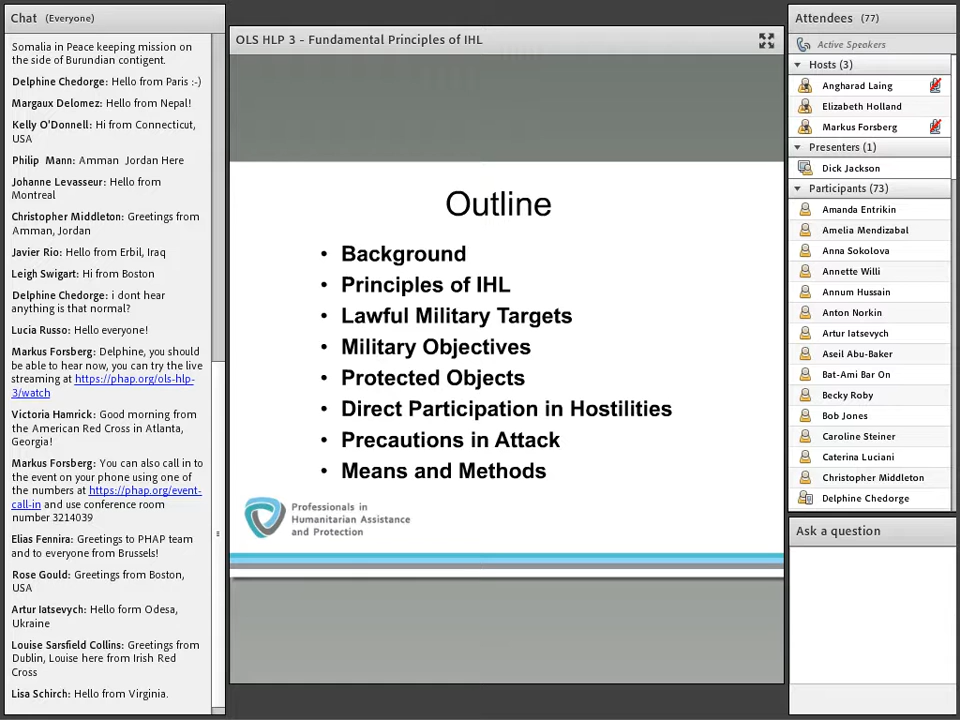 Chat (Everyone)
Somalia in Peace keeping mission on
the side of Burundian contigent.
Delphine Chedorge: Hello from Paris :-)
Margaux Delomez: Hello from Nepal!
Kelly O'Donnell: Hi from Connecticut,
USA
Philip Mann: Amman Jordan Here
Johanne Levasseur: Hello from
Montreal
Christopher Middleton: Greetings from
Amman, Jordan
Javier Rio: Hello from Erbil, Iraq
Leigh Swigart: Hi from Boston
Delphine Chedorge: i dont hear
anything is that normal?
Lucia Russo: Hello everyone!
Markus Forsberg: Delphine, you should
be able to hear now, you can try the live
streaming at https://phap.org/ols-hlp-
3/watch
Victoria Hamrick: Good morning from
the American Red Cross in Atlanta,
Georgia!
Markus Forsberg: You can also call in to
the event on your phone using one of
the numbers at https://phap.org/event-
call-in and use conference room
number 3214039
Elias Fennira: Greetings to PHAP team
and to everyone from Brussels!
Rose Gould: Greetings from Boston,
USA
Artur Iatsevych: Hello form Odesa,
Ukraine
Louise Sarsfield Collins: Greetings from
Dublin, Louise here from Irish Red
Cross
Lisa Schirch: Hello from Virginia.
OLS HLP 3 - Fundamental Principles of IHL
Outline
• Background
• Principles of IHL
• Lawful Military Targets
• Military Objectives
• Protected Objects
• Direct Participation in Hostilities
• Precautions in Attack
• Means and Methods
Professionals in
Humanitarian Assistance
and Protection
Attendees (77)
Active Speakers
Hosts (3)
Angharad Laing
Elizabeth Holland
Markus Forsberg
Presenters (1)
Dick Jackson
Participants (73)
Amanda Entrikin
Amelia Mendizabal
Anna Sokolova
Annette Willi
Annum Hussain
Anton Norkin
Artur Iatsevych
Aseil Abu-Baker
Bat-Ami Bar On
Becky Roby
Bob Jones
Caroline Steiner
Caterina Luciani
Christopher Middleton
Delphine Chedorge
Ask a question